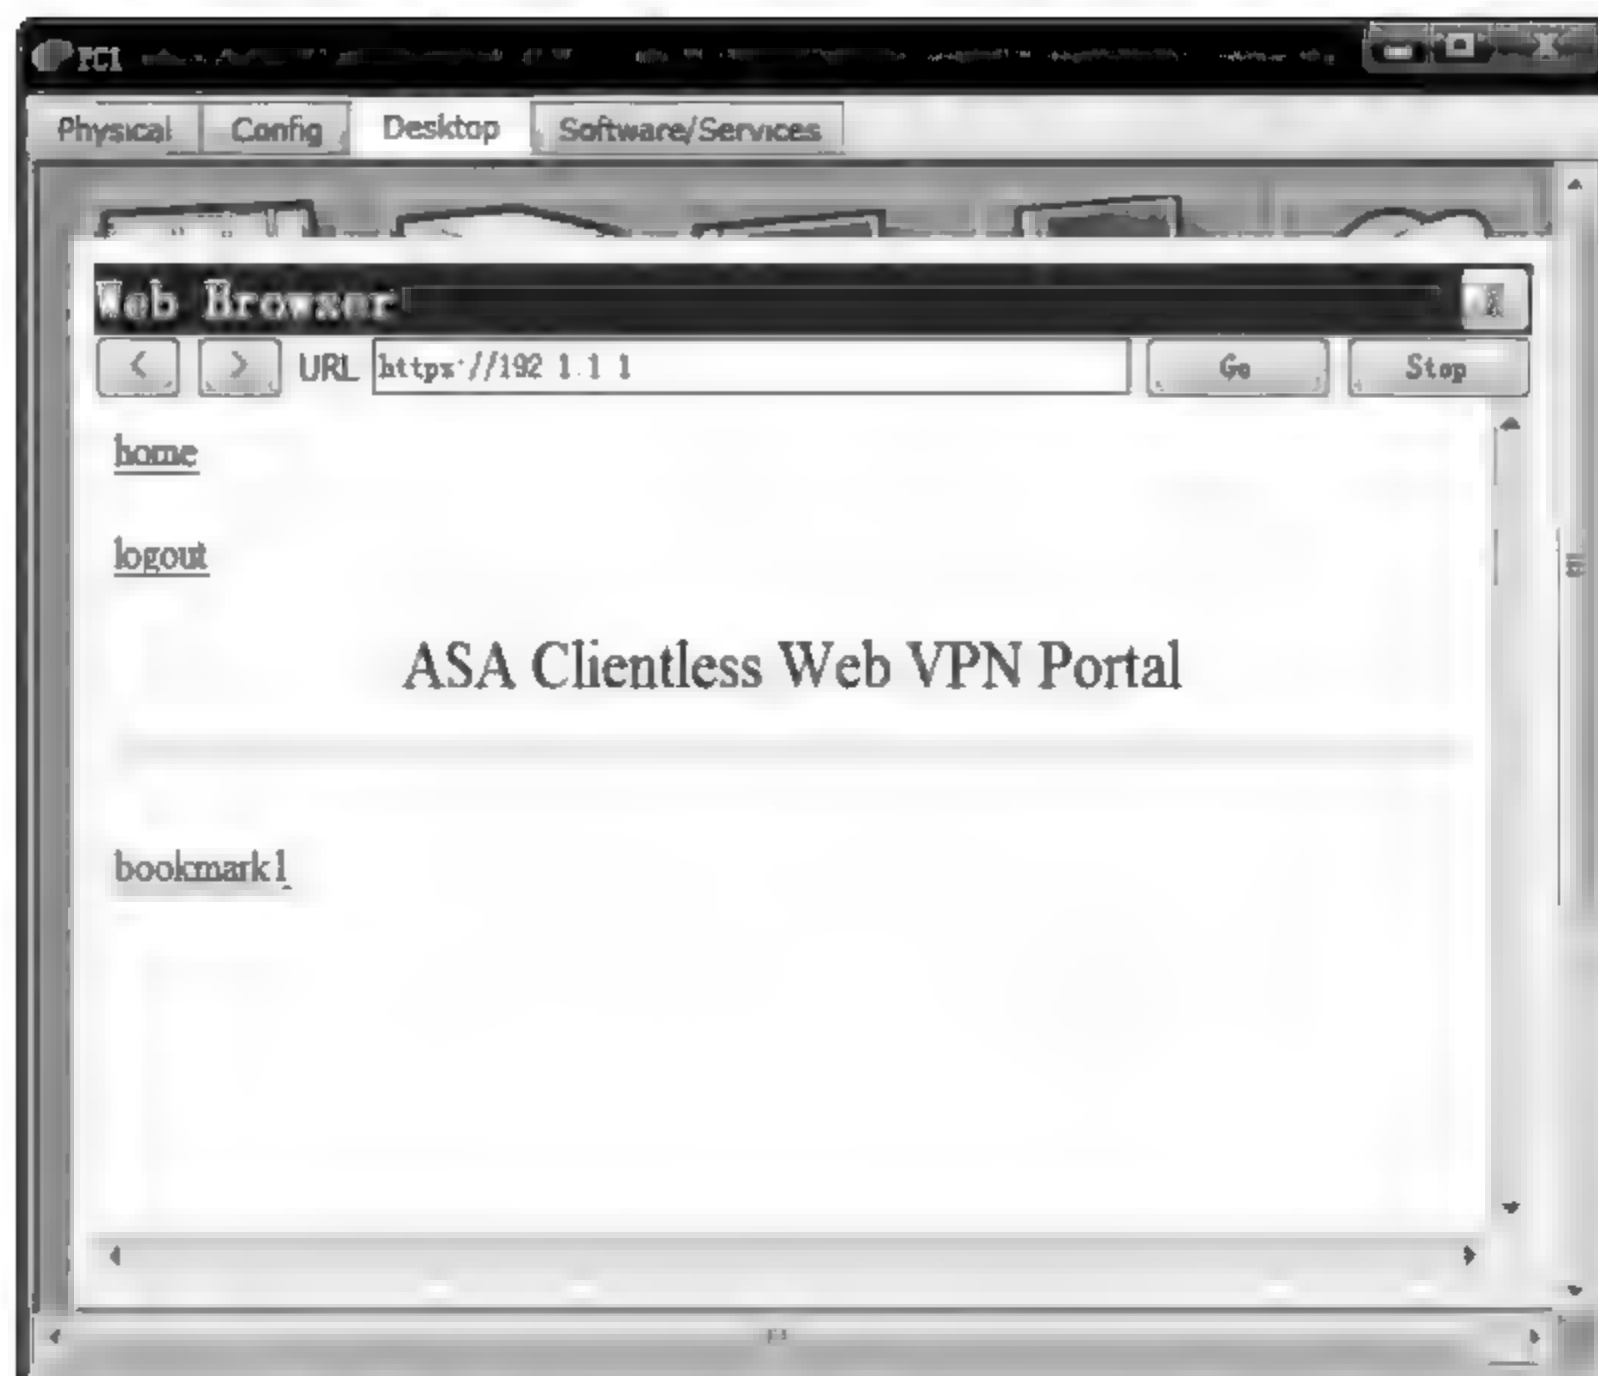 PC1
Physical Config Desktop Software/Services
Web Browser
< > URL https://192.1.1.1 Go Stop
home
logout
ASA Clientless Web VPN Portal
bookmark1